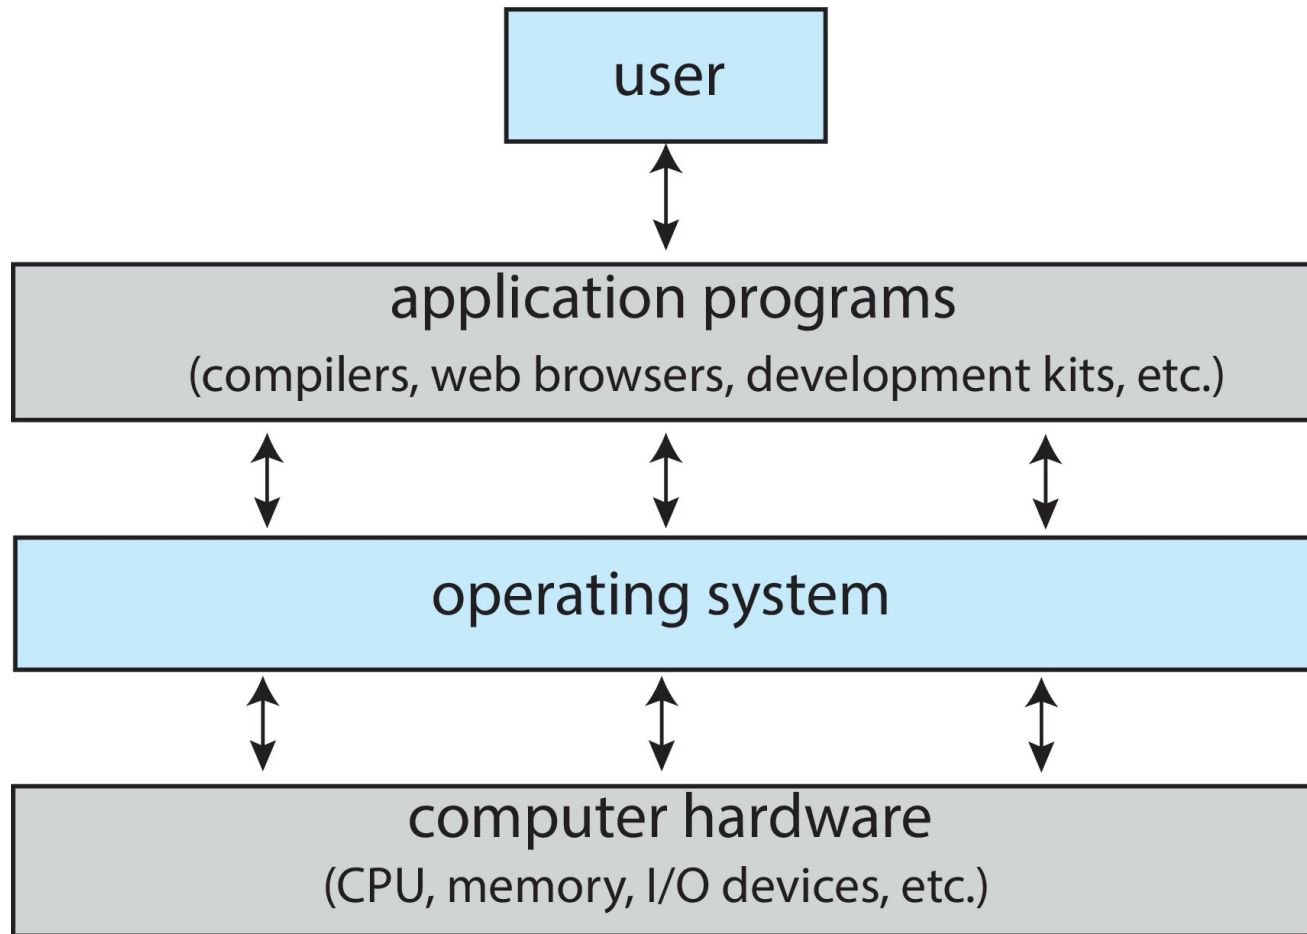 user
application programs
(compilers, web browsers, development kits, etc.)
operating system
computer hardware
(CPU, memory, I/O devices, etc.)